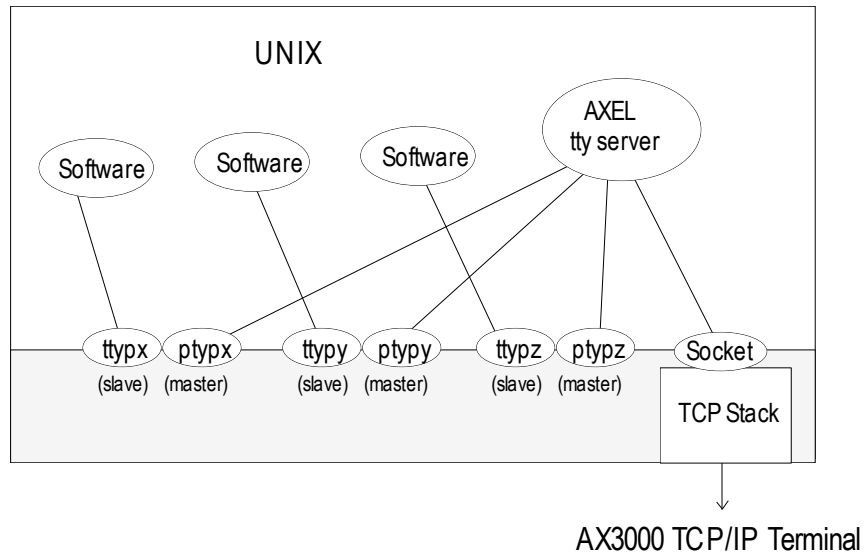 UNIX
AXEL
tty server
Software
Software
Software
ttypx
ptypx
ttypy
ptypy
ttypz
ptypz
Socket
(slave)
(master)
(slave)
(master)
(slave)
(master)
TCP Stack
AX3000 TCP/IP Terminal